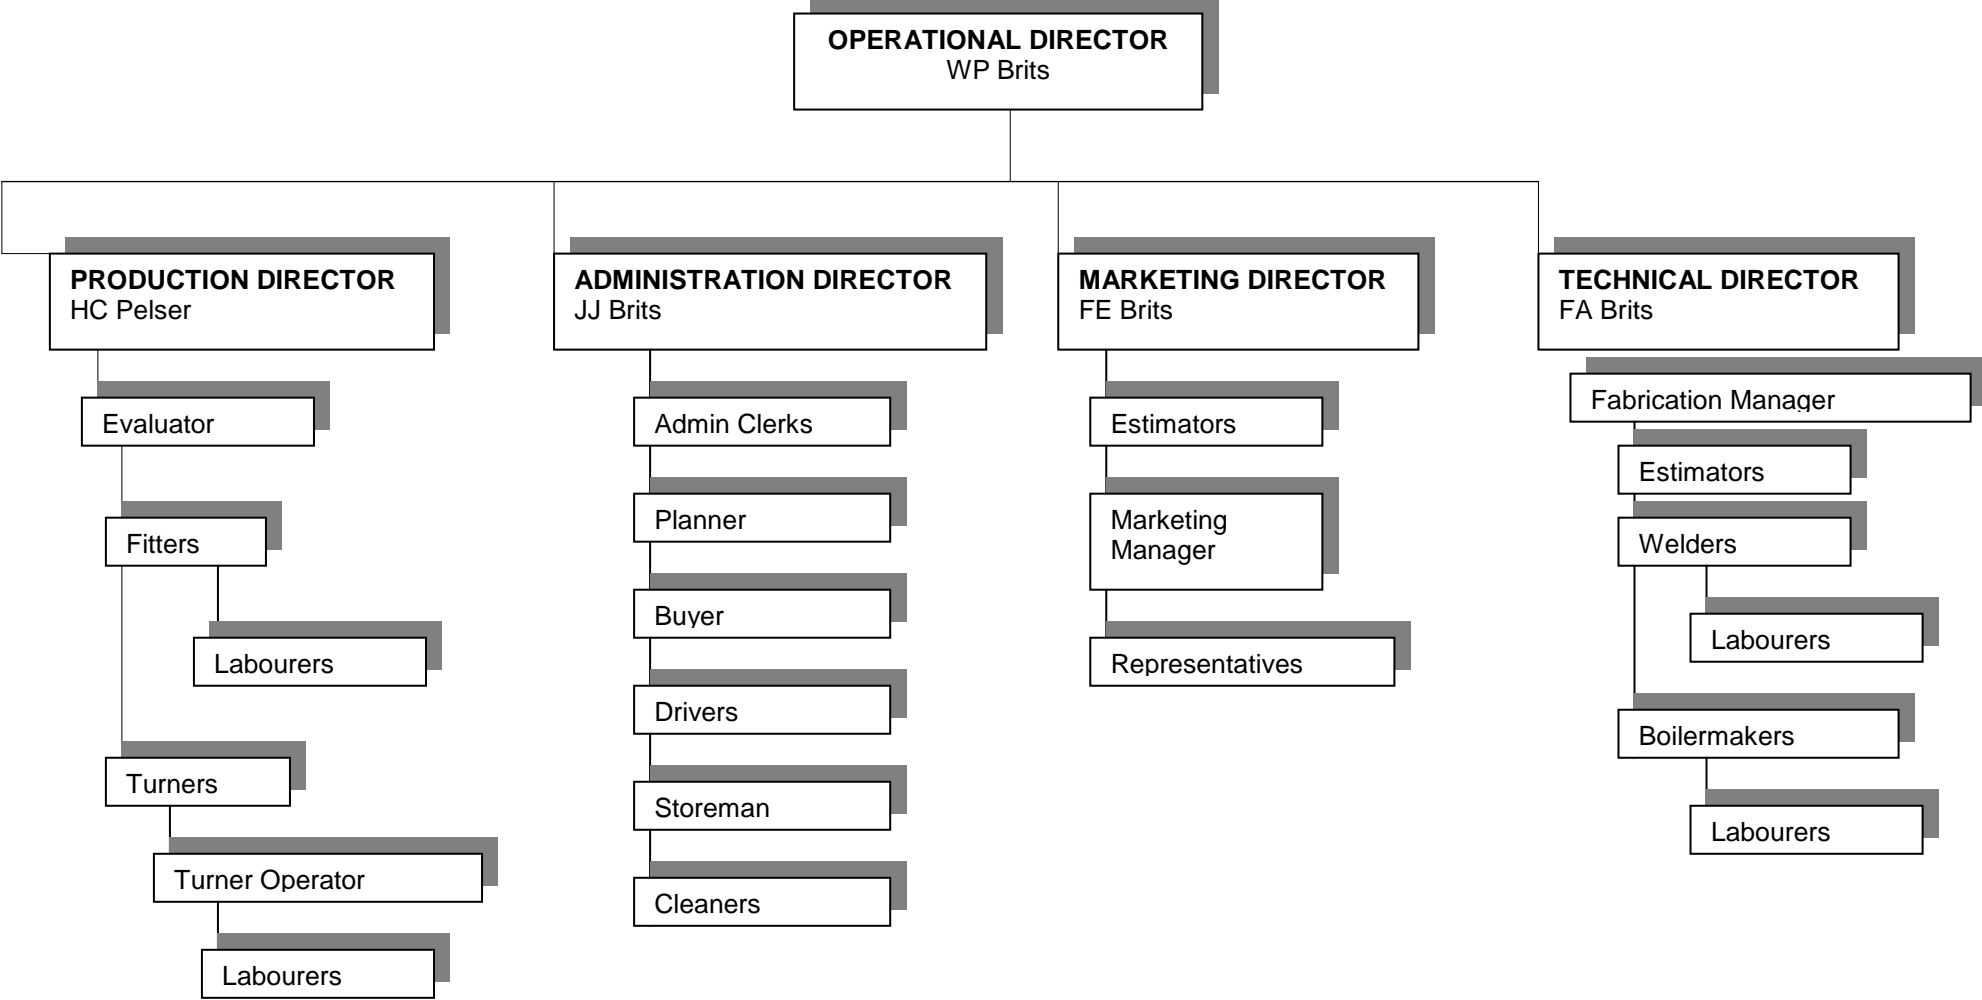 OPERATIONAL DIRECTOR
WP Brits
PRODUCTION DIRECTOR
HC Pelser
Evaluator
Fitters
Labourers
Turners
Turner Operator
Labourers
ADMINISTRATION DIRECTOR
JJ Brits
Admin Clerks
Planner
Buyer
Drivers
Storeman
Cleaners
MARKETING DIRECTOR
FE Brits
Estimators
Marketing
Manager
Representatives
TECHNICAL DIRECTOR
FA Brits
Fabrication Manager
Estimators
Welders
Labourers
Boilermakers
Labourers